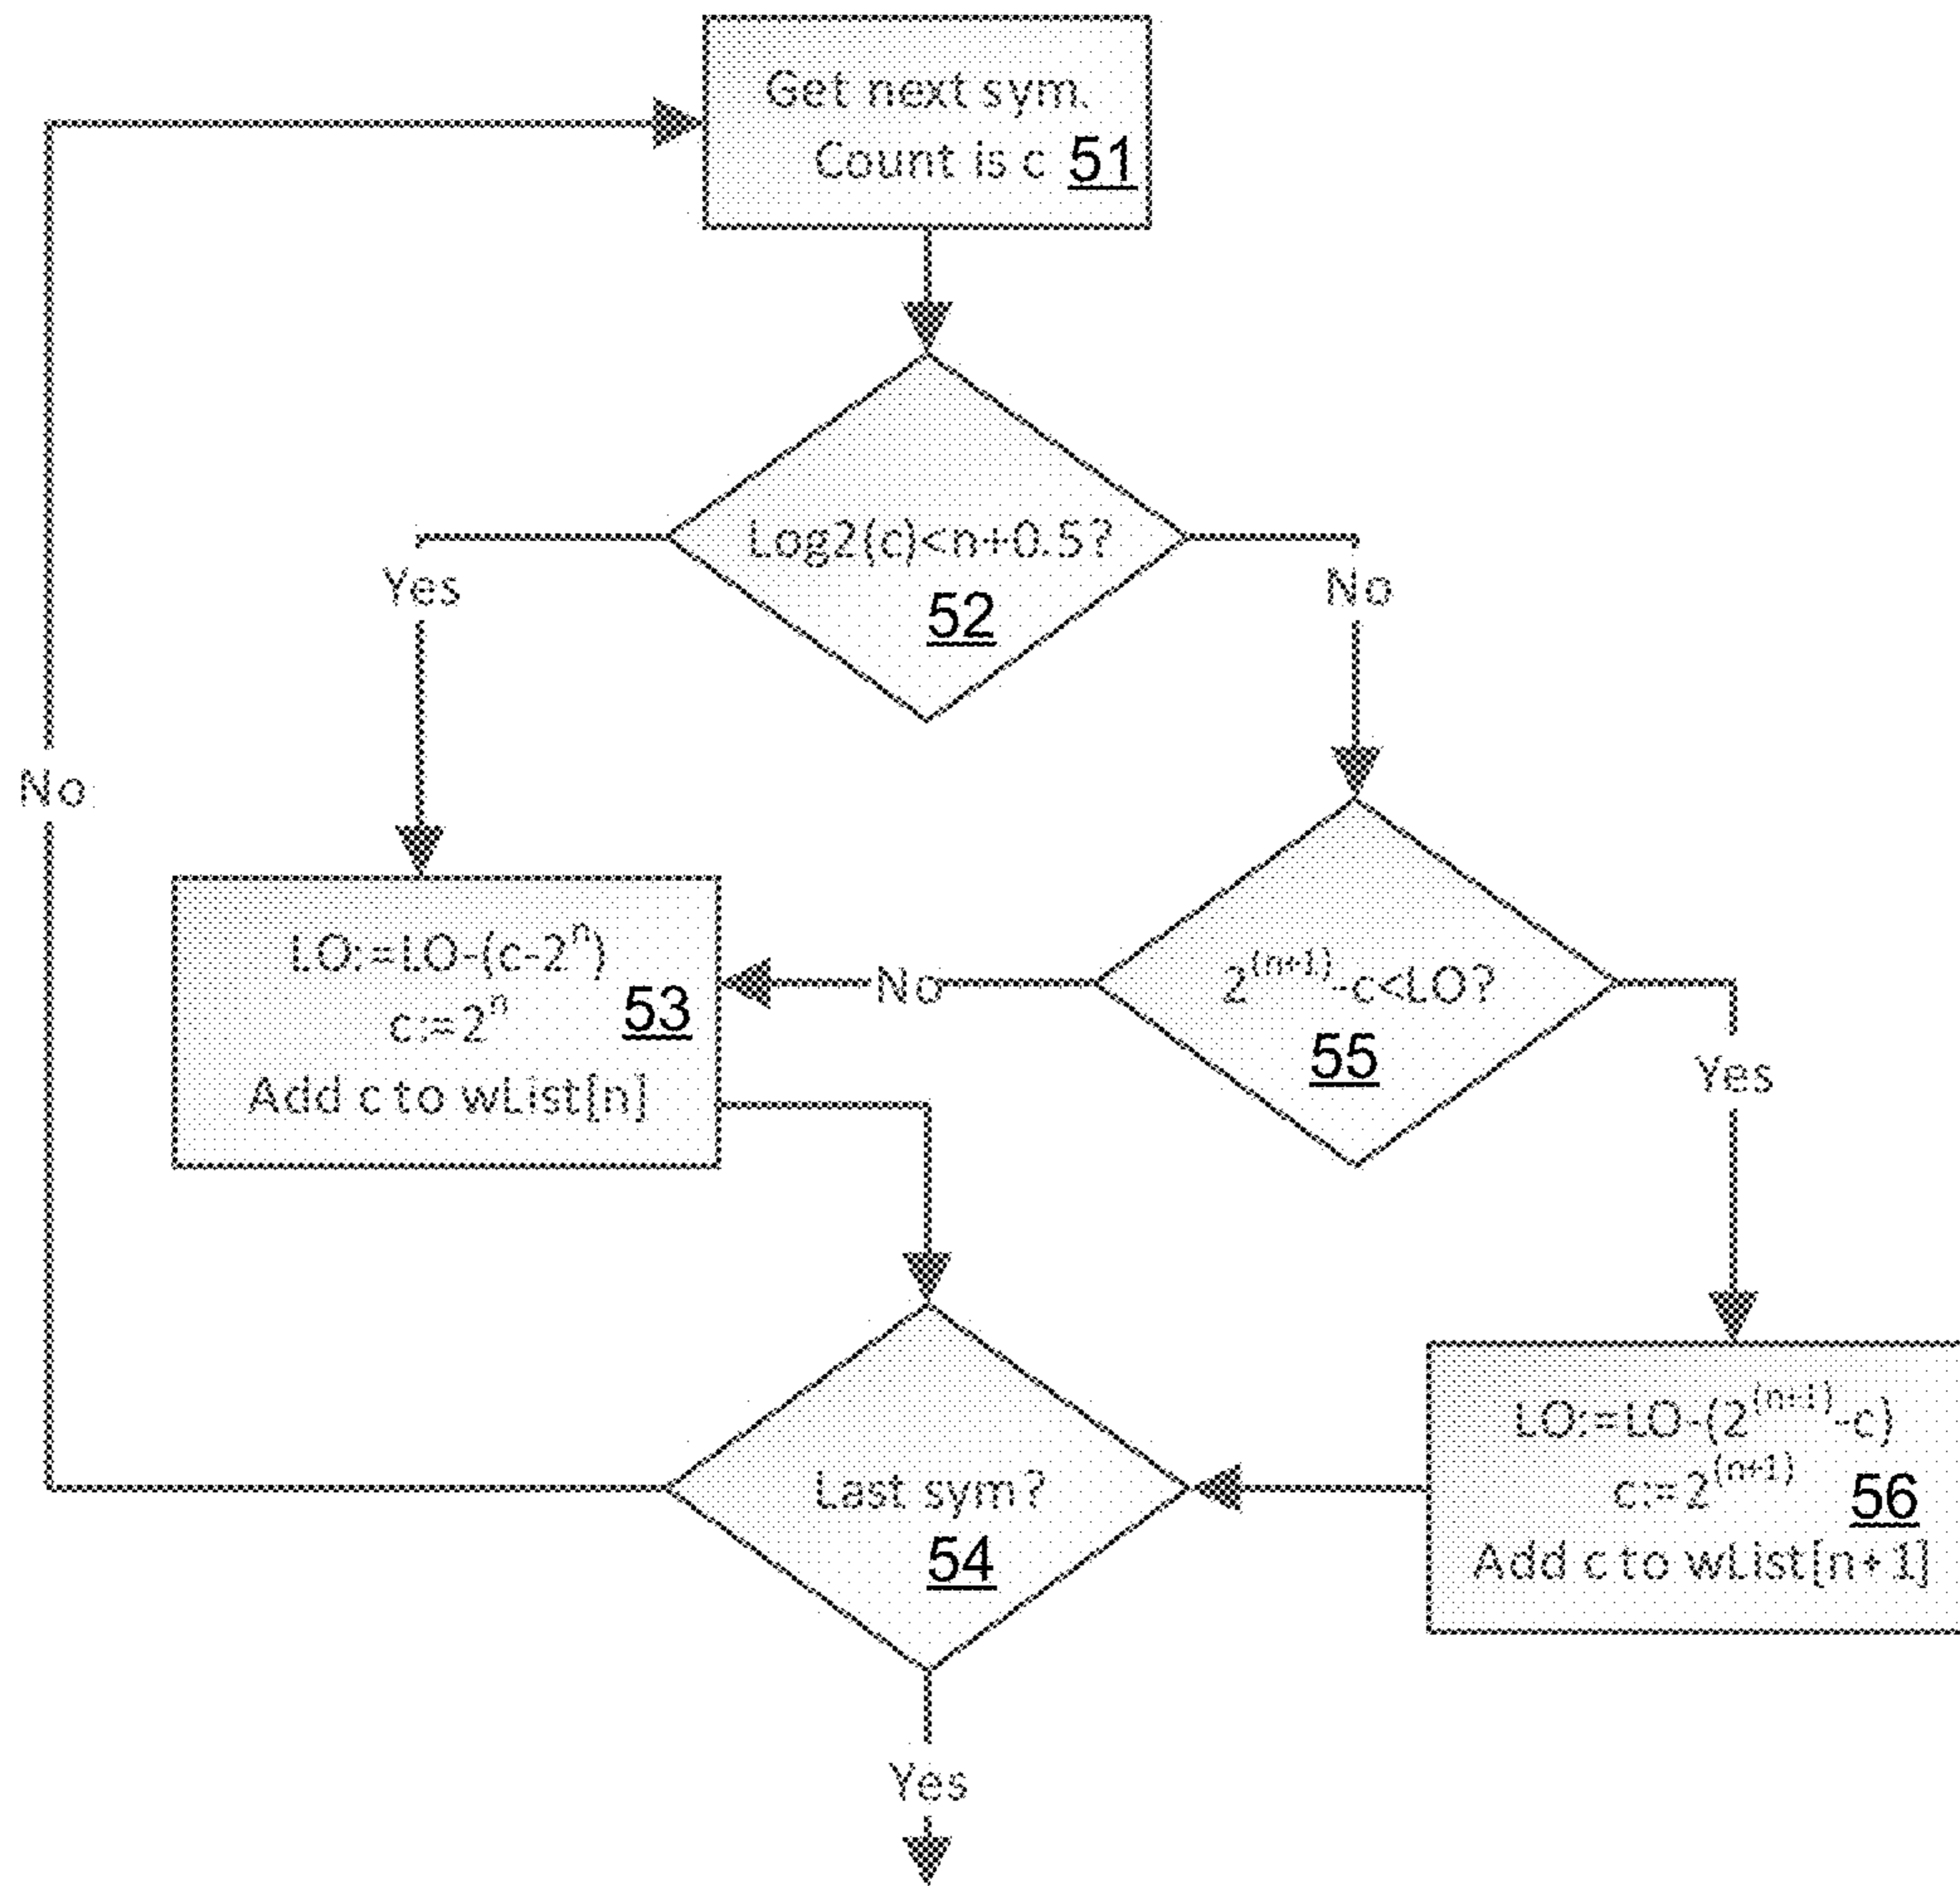 Get next sym.
Count is c 51
Log2(c)<n+0.5?
52
Yes
No
No
LO:=LO-(c-2^n)
c:=2^n 53
Add c to wList[n]
No
2^(n+1)-c<LO?
55
Yes
Last sym?
54
LO:=LO-(2^(n+1)-c)
c:=2^(n+1) 56
Add c to wList[n+1]
Yes